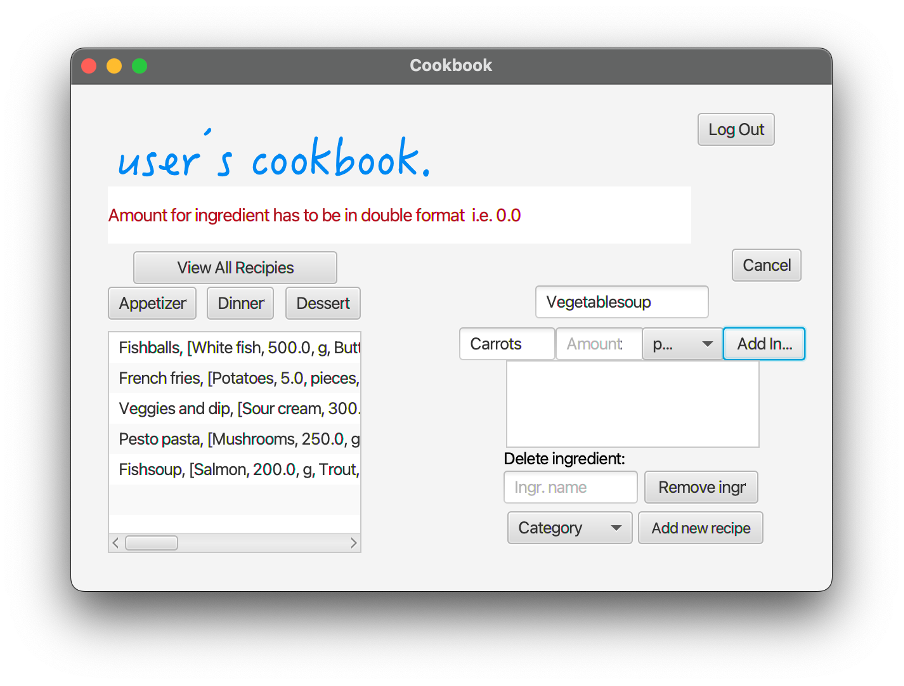 Cookbook
Log Out
user's cookbook.
Amount for ingredient has to be in double format i.e. 0.0
View All Recipies
Cancel
Appetizer Dinner Dessert
Vegetablesoup
Carrots Amount p... Add In...
Fishballs, [White fish, 500.0, g, Butt
French fries, [Potatoes, 5.0, pieces,
Veggies and dip, [Sour cream, 300.
Pesto pasta, [Mushrooms, 250.0, g
Fishsoup, [Salmon, 200.0, g, Trout,
Delete ingredient:
Ingr. name Remove ingr
Category Add new recipe